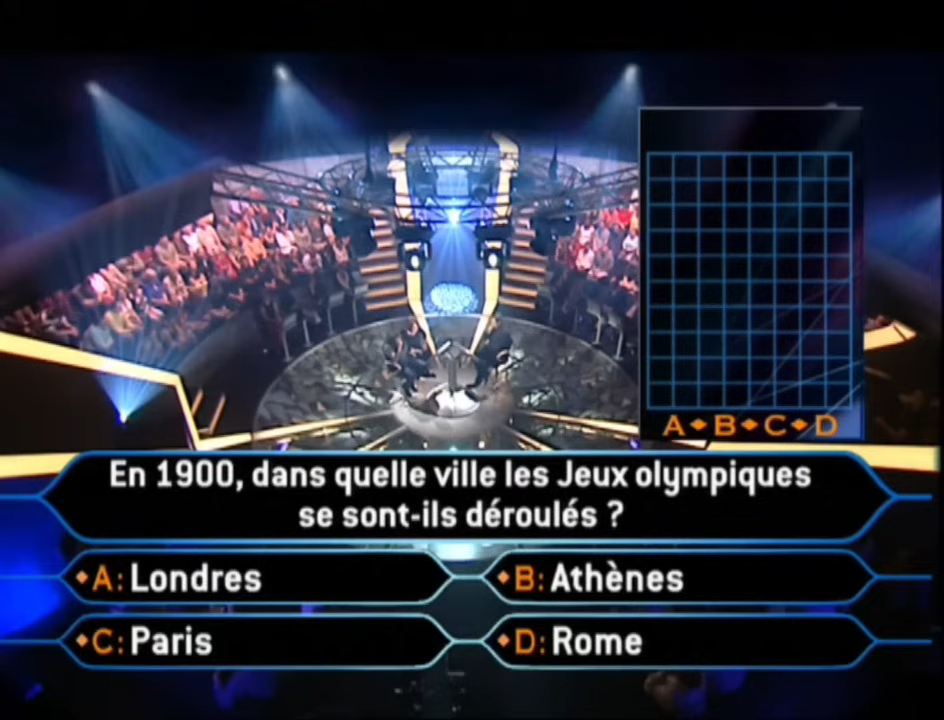 A B C D
En 1900, dans quelle ville les Jeux olympiques
se sont-ils déroulés ?
A: Londres
B: Athènes
C: Paris
D: Rome